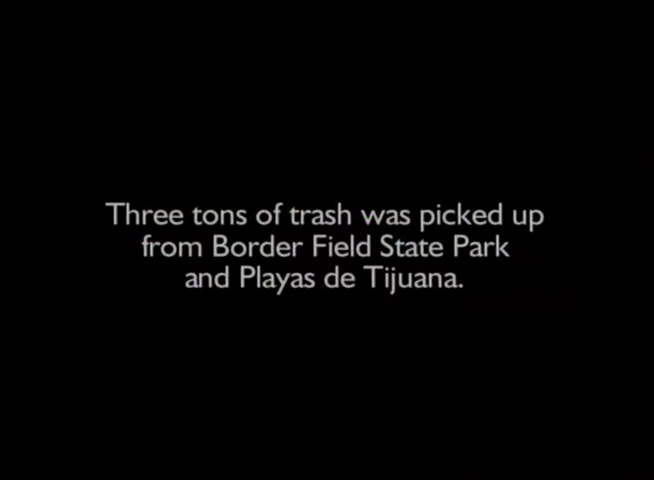 Three tons of trash was picked up
from Border Field State Park
and Playas de Tijuana.